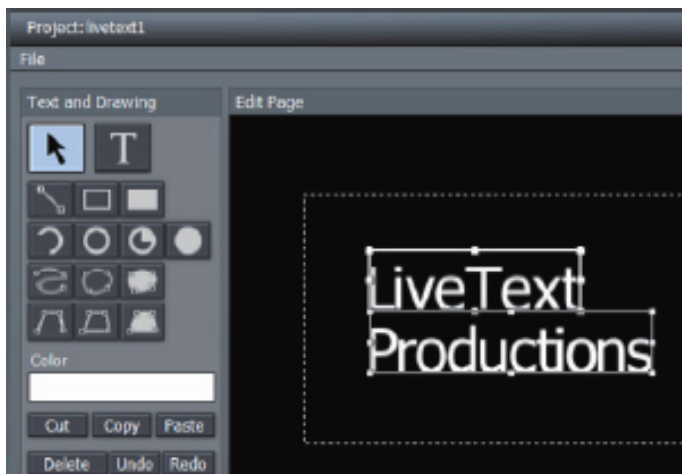 Project: livetext1
File
Text and Drawing
Edit Page
T
LiveText
Productions
Color
Cut Copy Paste
Delete Undo Redo